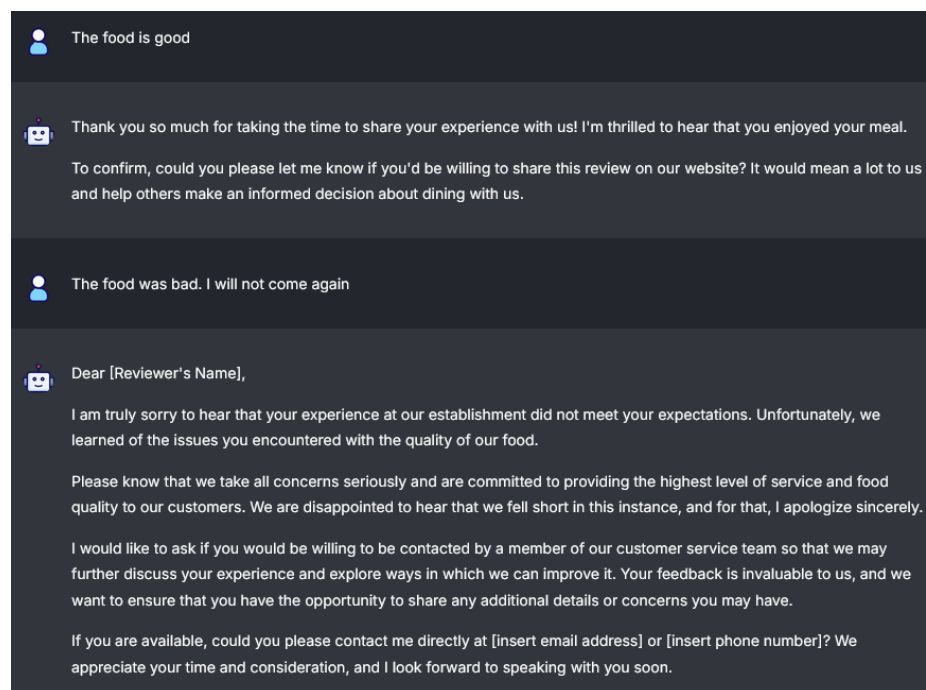 The food is good
Thank you so much for taking the time to share your experience with us! I'm thrilled to hear that you enjoyed your meal.
To confirm, could you please let me know if you'd be willing to share this review on our website? It would mean a lot to us
and help others make an informed decision about dining with us.
The food was bad. I will not come again
Dear [Reviewer's Name],
I am truly sorry to hear that your experience at our establishment did not meet your expectations. Unfortunately, we
learned of the issues you encountered with the quality of our food.
Please know that we take all concerns seriously and are committed to providing the highest level of service and food
quality to our customers. We are disappointed to hear that we fell short in this instance, and for that, I apologize sincerely.
I would like to ask if you would be willing to be contacted by a member of our customer service team so that we may
further discuss your experience and explore ways in which we can improve it. Your feedback is invaluable to us, and we
want to ensure that you have the opportunity to share any additional details or concerns you may have.
If you are available, could you please contact me directly at [insert email address] or [insert phone number]? We
appreciate your time and consideration, and I look forward to speaking with you soon.